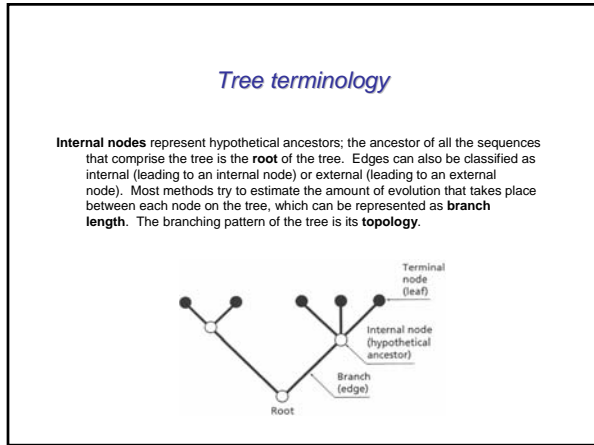 Tree terminology
Internal nodes represent hypothetical ancestors; the ancestor of all the sequences
that comprise the tree is the root of the tree. Edges can also be classified as
internal (leading to an internal node) or external (leading to an external
node). Most methods try to estimate the amount of evolution that takes place
between each node on the tree, which can be represented as branch
length. The branching pattern of the tree is its topology.
Terminal
node
(leaf)
Internal node
(hypothetical
ancestor)
Branch
(edge)
Root